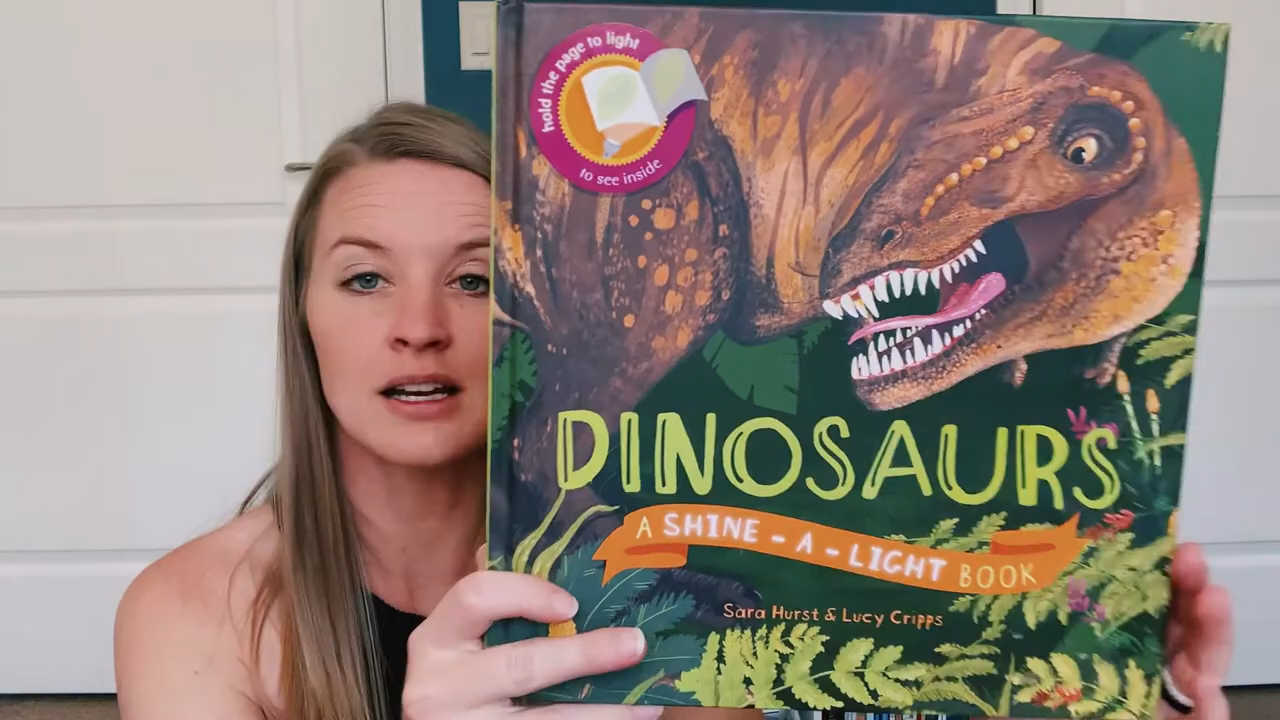 hold the page to light
to see inside
DINOSAURS
A SHINE-A-LIGHT BOOK
Sara Hurst & Lucy Cripps